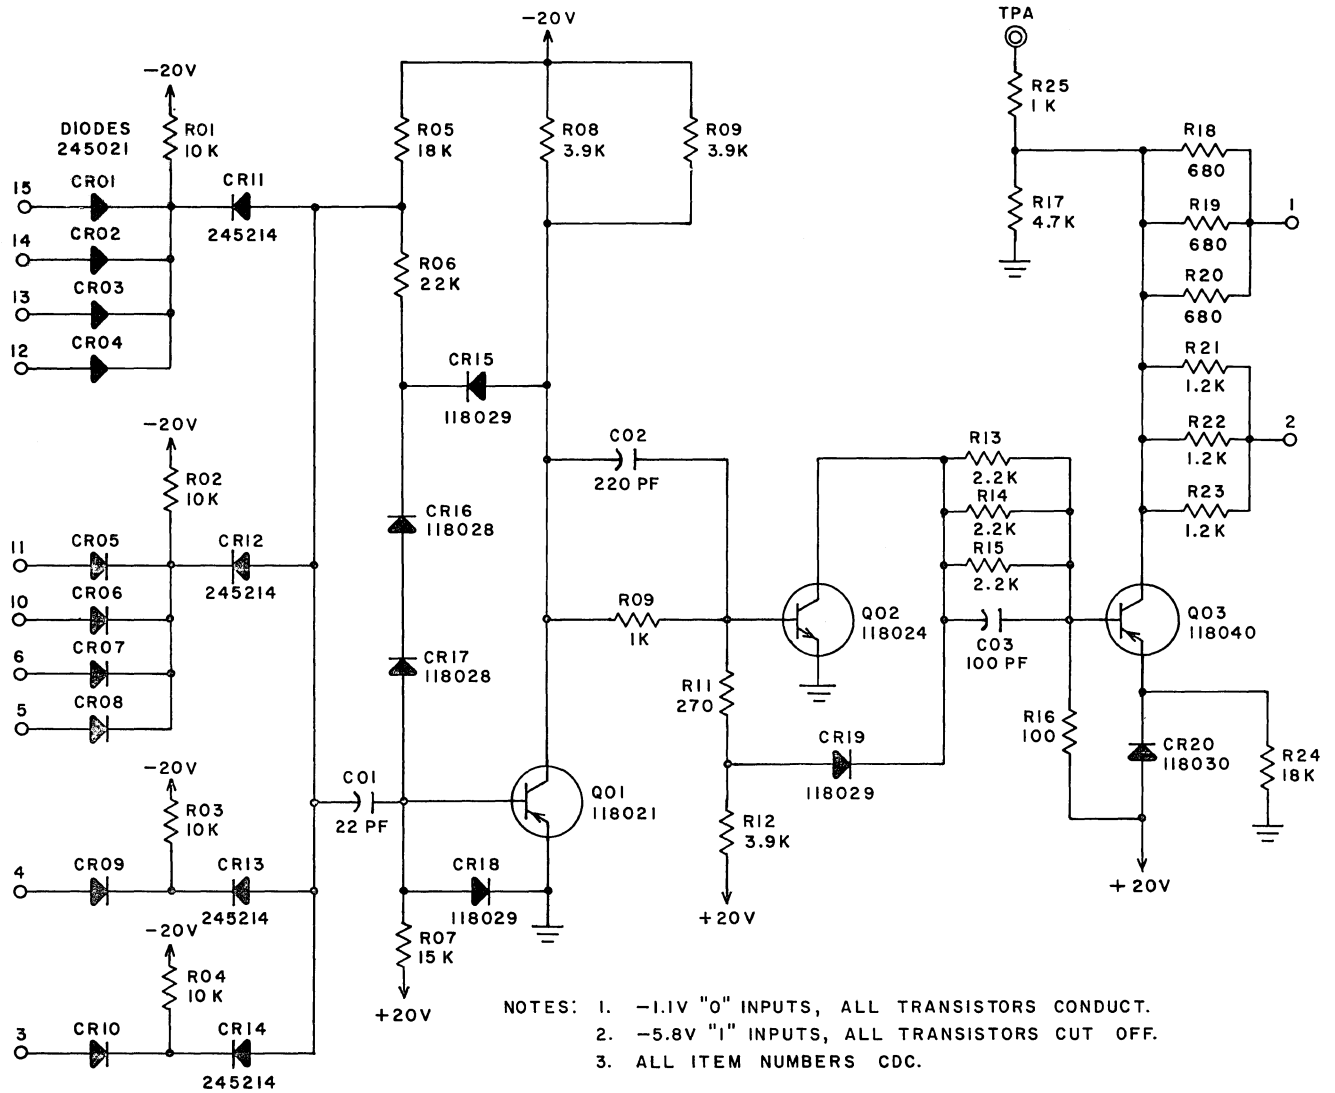 TPA
−20V
−20V
R25
1K
DIODES
245021
R01
10K
R05
18K
R08
3.9K
R09
3.9K
R18
680
15
CR01
CR11
245214
R17
4.7K
R19
680
1
14
CR02
R06
22K
13
CR03
R20
680
12
CR04
CR15
118029
R21
1.2K
−20V
C02
220 PF
R13
2.2K
R22
1.2K
2
R02
10K
R14
2.2K
R23
1.2K
CR16
118028
11
CR05
CR12
245214
R15
2.2K
10
CR06
R09
1K
Q02
118024
C03
100 PF
Q03
118040
6
CR07
CR17
118028
5
CR08
R11
270
R16
100
CR19
118029
CR20
118030
R24
18K
−20V
C01
22 PF
Q01
118021
R03
10K
R12
3.9K
4
CR09
CR13
245214
CR18
118029
+20V
+20V
−20V
R07
15K
R04
10K
+20V
3
CR10
CR14
245214
NOTES: 1. −1.1V "0" INPUTS, ALL TRANSISTORS CONDUCT.
2. −5.8V "1" INPUTS, ALL TRANSISTORS CUT OFF.
3. ALL ITEM NUMBERS CDC.